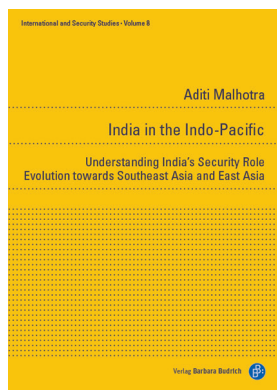 International and Security Studies • Volume 8
Aditi Malhotra
India in the Indo-Pacific
Understanding India's Security Role
Evolution towards Southeast Asia and East Asia
Verlag Barbara Budrich